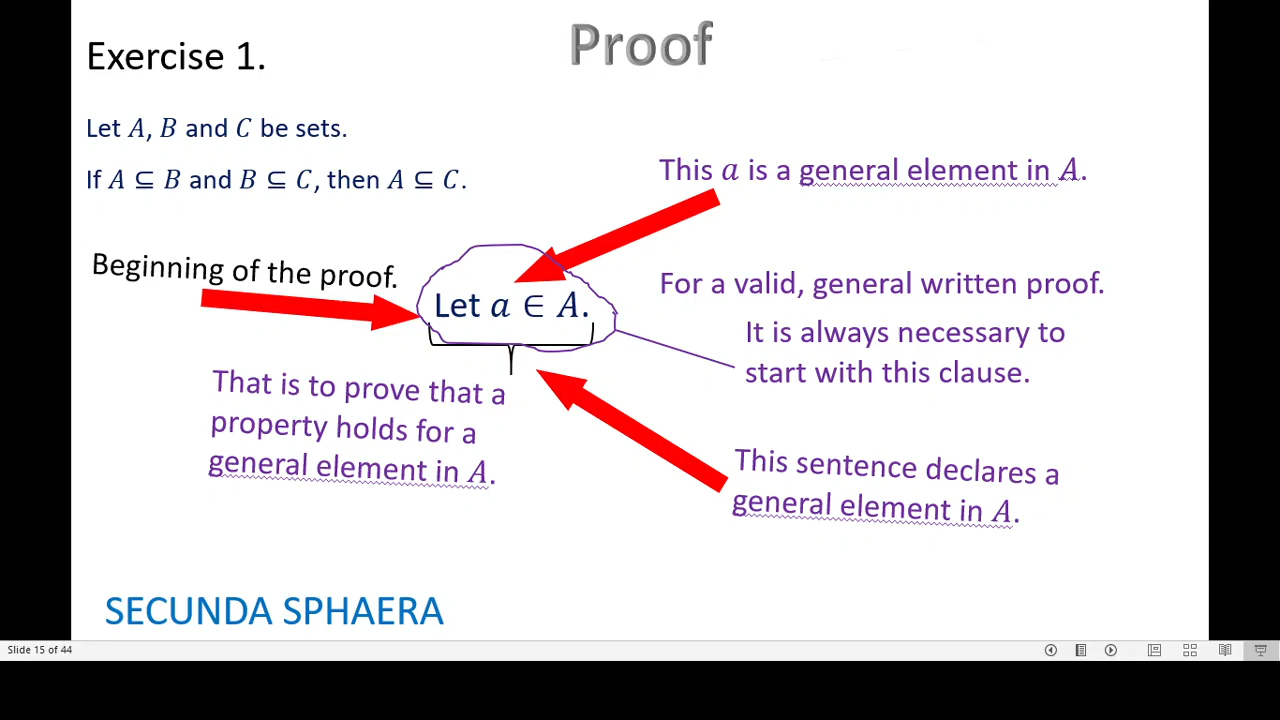 Proof
Exercise 1.
Let A, B and C be sets.
If A ⊆ B and B ⊆ C, then A ⊆ C.
This a is a general element in A.
Beginning of the proof.
Let a ∈ A.
For a valid, general written proof.
It is always necessary to
start with this clause.
That is to prove that a
property holds for a
general element in A.
This sentence declares a
general element in A.
SECUNDA SPHAERA
Slide 15 of 44